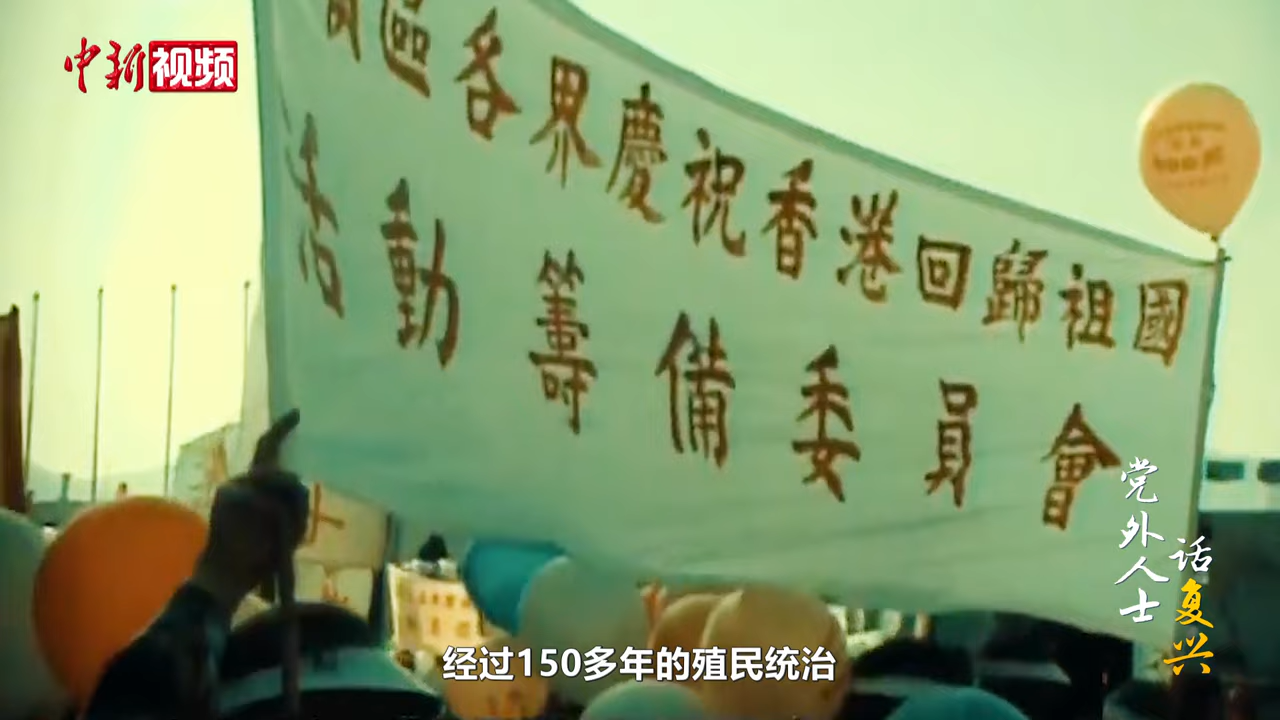 中新视频
區各界慶祝香港回歸祖國
活動籌備委員會
党外人士
话复兴
经过150多年的殖民统治